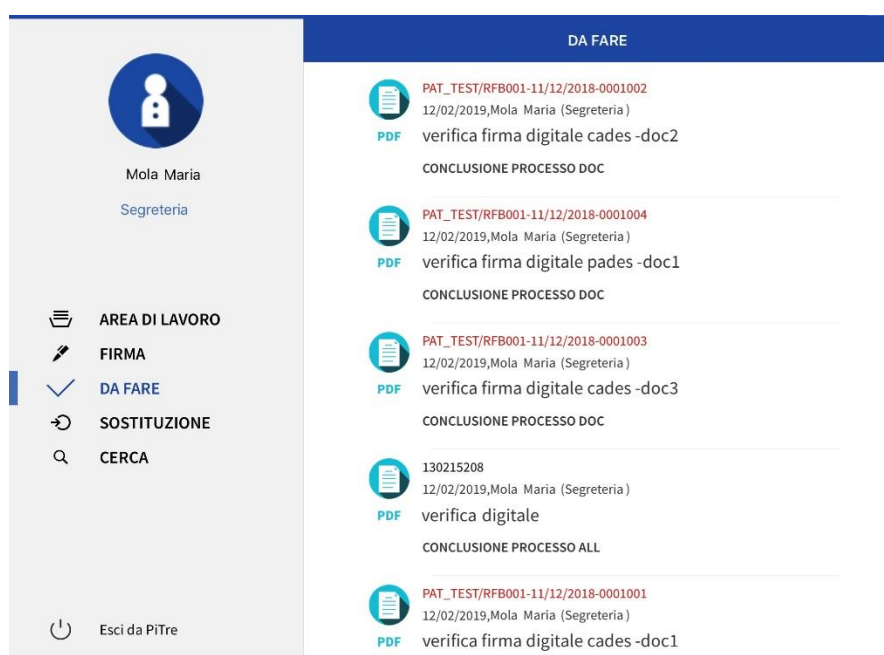 Mola Maria
Segreteria
AREA DI LAVORO
FIRMA
DA FARE
SOSTITUZIONE
CERCA
Esci da PiTre
DA FARE
PAT_TEST/RFB001-11/12/2018-0001002
12/02/2019,Mola Maria (Segreteria)
PDF verifica firma digitale cades -doc2
CONCLUSIONE PROCESSO DOC
PAT_TEST/RFB001-11/12/2018-0001004
12/02/2019,Mola Maria (Segreteria)
PDF verifica firma digitale pades -doc1
CONCLUSIONE PROCESSO DOC
PAT_TEST/RFB001-11/12/2018-0001003
12/02/2019,Mola Maria (Segreteria)
PDF verifica firma digitale cades -doc3
CONCLUSIONE PROCESSO DOC
130215208
12/02/2019,Mola Maria (Segreteria)
PDF verifica digitale
CONCLUSIONE PROCESSO ALL
PAT_TEST/RFB001-11/12/2018-0001001
12/02/2019,Mola Maria (Segreteria)
PDF verifica firma digitale cades -doc1